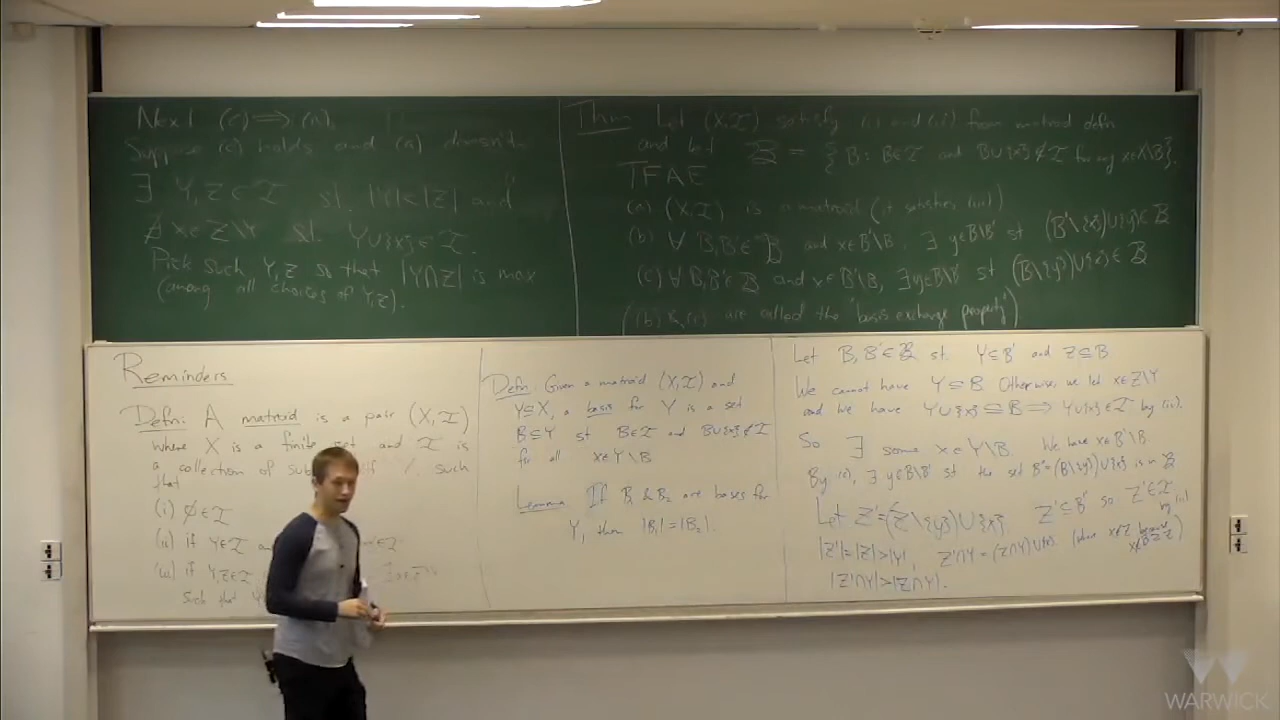 Next (c) ⟹ (a).
Suppose (c) holds and (a) doesn't
∃ Y,Z ∈ 𝓘 st. |Y|<|Z| and
∄ x∈Z\Y st. Y∪{x}∈𝓘.
Pick such Y,Z so that |Y∩Z| is max
(among all choices of Y,Z).
Thm Let (X,𝓘) satisfy (i) and (ii) from matroid defn
and let 𝓑 = {B: B∈𝓘 and B∪{x}∉𝓘 for any x∈X\B}.
TFAE
(a) (X,𝓘) is a matroid (it satisfies (iii))
(b) ∀ B,B'∈𝓑 and x∈B'\B, ∃ y∈B\B' st (B'\{x})∪{y}∈𝓑
(c) ∀ B,B'∈𝓑 and x∈B'\B, ∃ y∈B\B' st (B\{y})∪{x}∈𝓑
((b) & (c) are called the 'basis exchange property')
Reminders
Defn: A matroid is a pair (X,𝓘)
where X is a finite set and 𝓘 is
a collection of such
that
(i) ∅∈𝓘
(ii) if Y∈𝓘
(iii) if Y,Z∈𝓘
such that
Defn: Given a matroid (X,𝓘) and
Y⊆X, a basis for Y is a set
B⊆Y st B∈𝓘 and B∪{x}∉𝓘
for all x∈Y\B
Lemma If B₁ & B₂ are bases for
Y, then |B₁|=|B₂|.
Let B,B'∈𝓑 st. Y⊆B' and Z⊆B
We cannot have Y⊆B. Otherwise, we let x∈Z\Y
and we have Y∪{x}⊆B ⟹ Y∪{x}∈𝓘 by (ii).
So ∃ some x∈Y\B. We have x∈B'\B.
By (c), ∃ y∈B\B' st the set B"=(B\{y})∪{x} is in 𝓑
Let Z'=(Z\{y})∪{x}. Z'⊆B" so Z'∈𝓘 by (ii)
|Z'|=|Z|>|Y|, Z'∩Y=(Z∩Y)∪{x}. (where x∉Z because x∉B⊇Z)
|Z'∩Y|>|Z∩Y|.
WARWICK